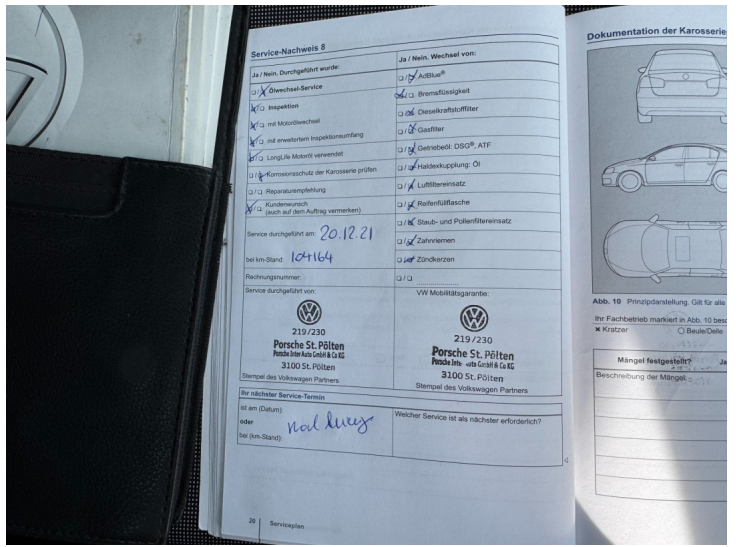 Service-Nachweis 8
Ja / Nein. Durchgeführt wurde:
Ölwechsel-Service
Inspektion
mit Motorölwechsel
mit erweitertem Inspektionsumfang
LongLife Motoröl verwendet
Korrosionsschutz der Karosserie prüfen
Reparaturempfehlung
Kundenwunsch
(auch auf dem Auftrag vermerken)
Service durchgeführt am: 20.12.21
bei km-Stand: 104164
Rechnungsnummer:
Service durchgeführt von:
219/230
Porsche St. Pölten
Porsche Inter Auto GmbH & Co KG
3100 St. Pölten
Stempel des Volkswagen Partners
Ja / Nein. Wechsel von:
AdBlue®
Bremsflüssigkeit
Dieselkraftstofffilter
Gasfilter
Getriebeöl: DSG®, ATF
Haldexkupplung: Öl
Luftfiltereinsatz
Reifenfüllflasche
Staub- und Pollenfiltereinsatz
Zahnriemen
Zündkerzen
VW Mobilitätsgarantie:
219/230
Porsche St. Pölten
Porsche Inter Auto GmbH & Co KG
3100 St. Pölten
Stempel des Volkswagen Partners
Ihr nächster Service-Termin
ist am (Datum):
oder
bei (km-Stand):
Welcher Service ist als nächster erforderlich?
20 Serviceplan
Dokumentation der Karosserie
Abb. 10 Prinzipdarstellung. Gilt für alle
Ihr Fachbetrieb markiert in Abb. 10
Kratzer Beule/Delle
Mängel festgestellt? Ja
Beschreibung der Mängel: